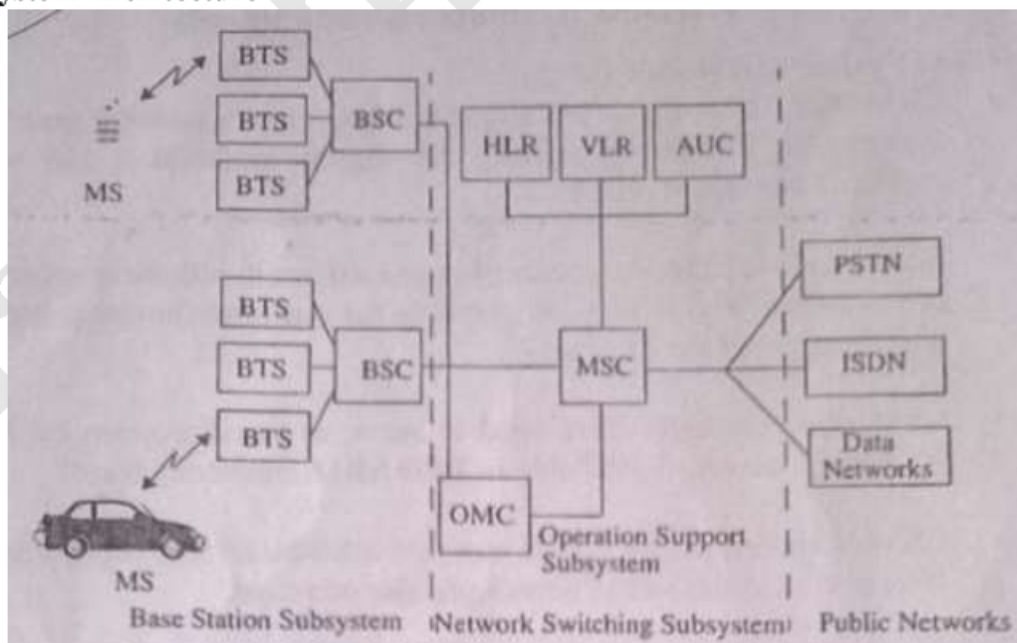 BTS
BTS
BTS
BSC
MS
HLR
VLR
AUC
BTS
BTS
BTS
BSC
MSC
PSTN
ISDN
Data
Networks
OMC
Operation Support
Subsystem
MS
Base Station Subsystem
Network Switching Subsystem
Public Networks